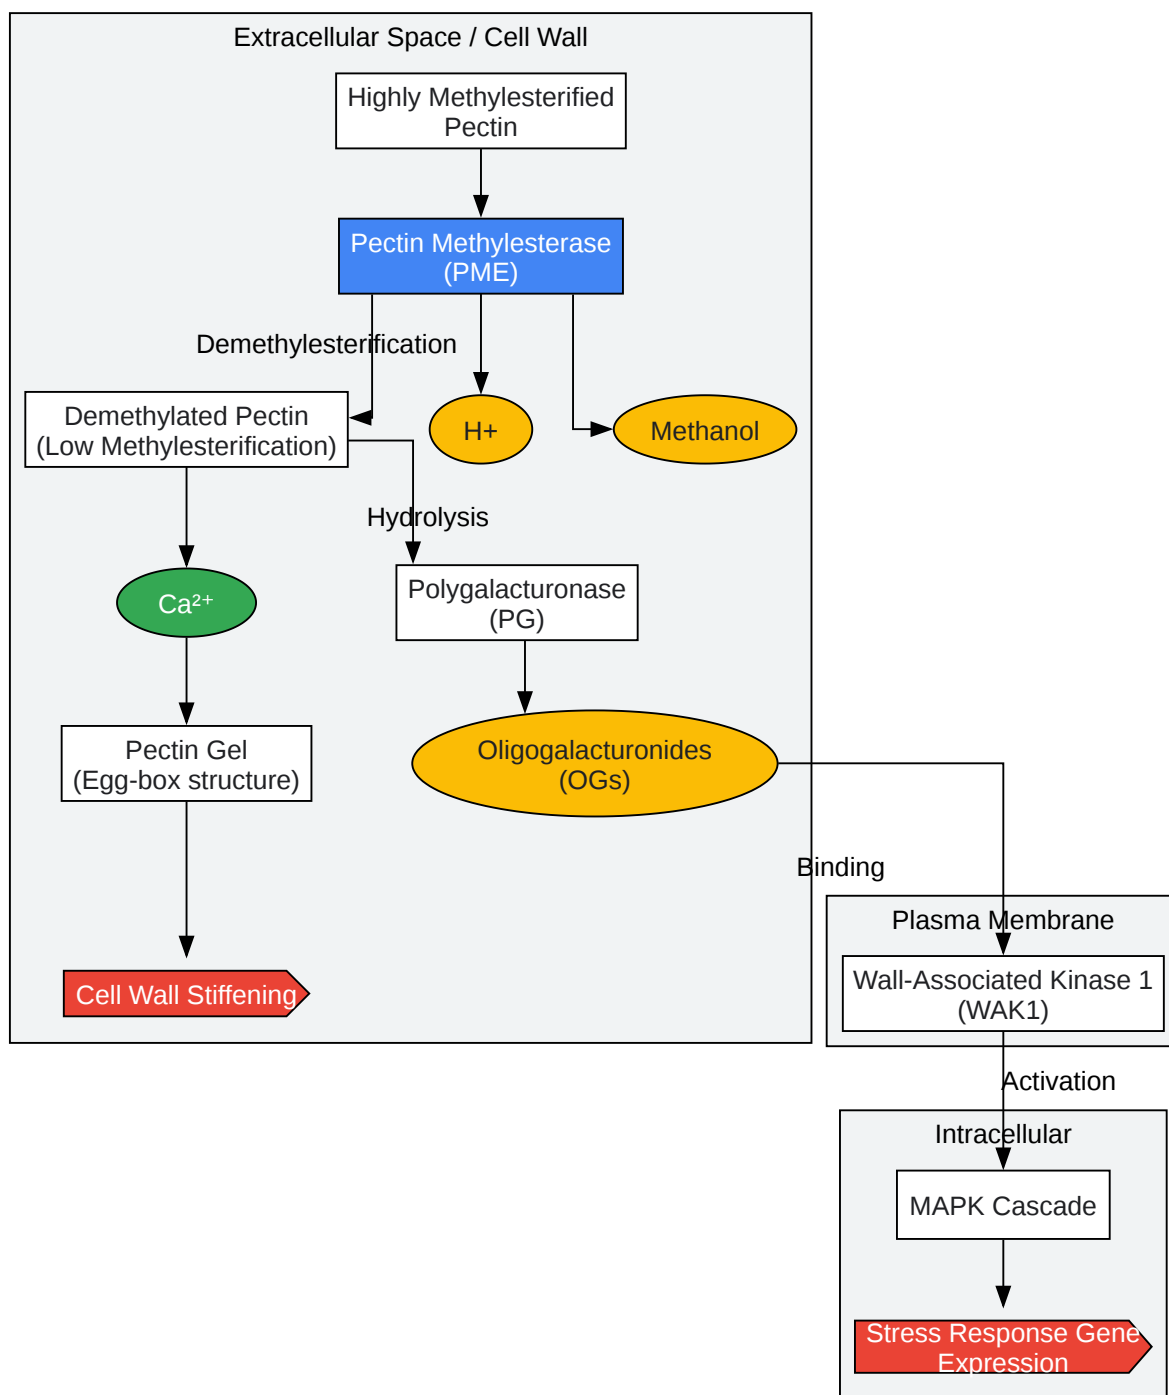 Extracellular Space / Cell Wall
Highly Methylesterified
Pectin
Pectin Methylesterase
(PME)
Demethylesterification
Demethylated Pectin
(Low Methylesterification)
H+
Methanol
Hydrolysis
Ca²⁺
Polygalacturonase
(PG)
Pectin Gel
(Egg-box structure)
Oligogalacturonides
(OGs)
Binding
Plasma Membrane
Wall-Associated Kinase 1
(WAK1)
Cell Wall Stiffening
Activation
Intracellular
MAPK Cascade
Stress Response Gene
Expression